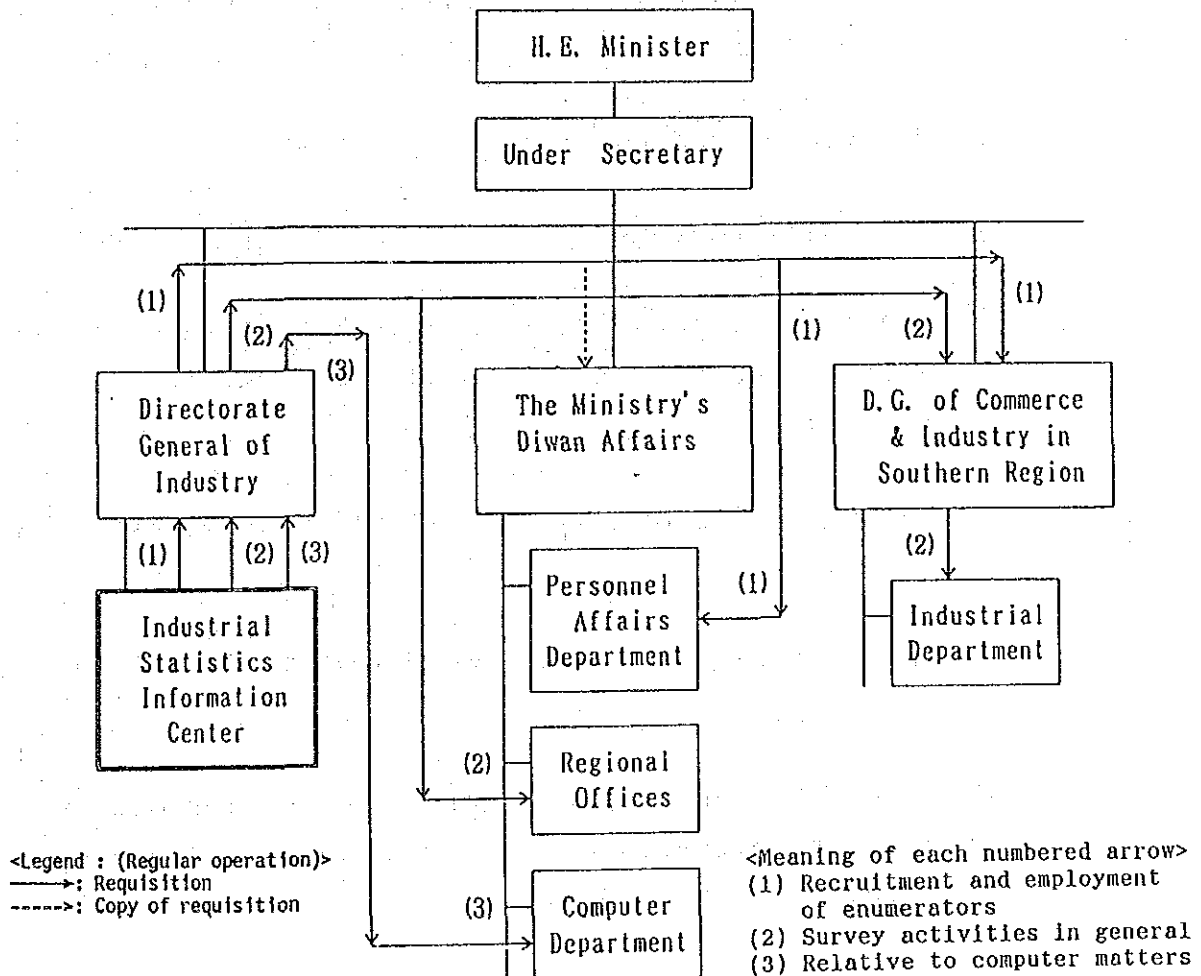 H.E. Minister
Under Secretary
(1)
(2)
(3)
(1)
(2)
(1)
Directorate
General of
Industry
The Ministry's
Diwan Affairs
D.G. of Commerce
& Industry in
Southern Region
(1)
(2)
(3)
(2)
Industrial
Statistics
Information
Center
Personnel
Affairs
Department
(1)
Industrial
Department
(2)
Regional
Offices
(3)
Computer
Department
<Legend : (Regular operation)>
: Requisition
: Copy of requisition
<Meaning of each numbered arrow>
(1) Recruitment and employment
of enumerators
(2) Survey activities in general
(3) Relative to computer matters